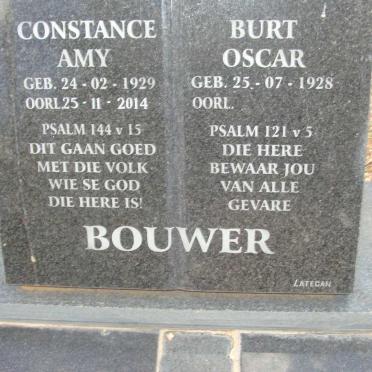 CONSTANCE
AMY
GEB. 24-02-1929
OORL 25-11-2014
PSALM 144 v 15
DIT GAAN GOED
MET DIE VOLK
WIE SE GOD
DIE HERE IS!
BURT
OSCAR
GEB. 25-07-1928
OORL.
PSALM 121 v 5
DIE HERE
BEWAAR JOU
VAN ALLE
GEVARE
BOUWER
LATEGAN